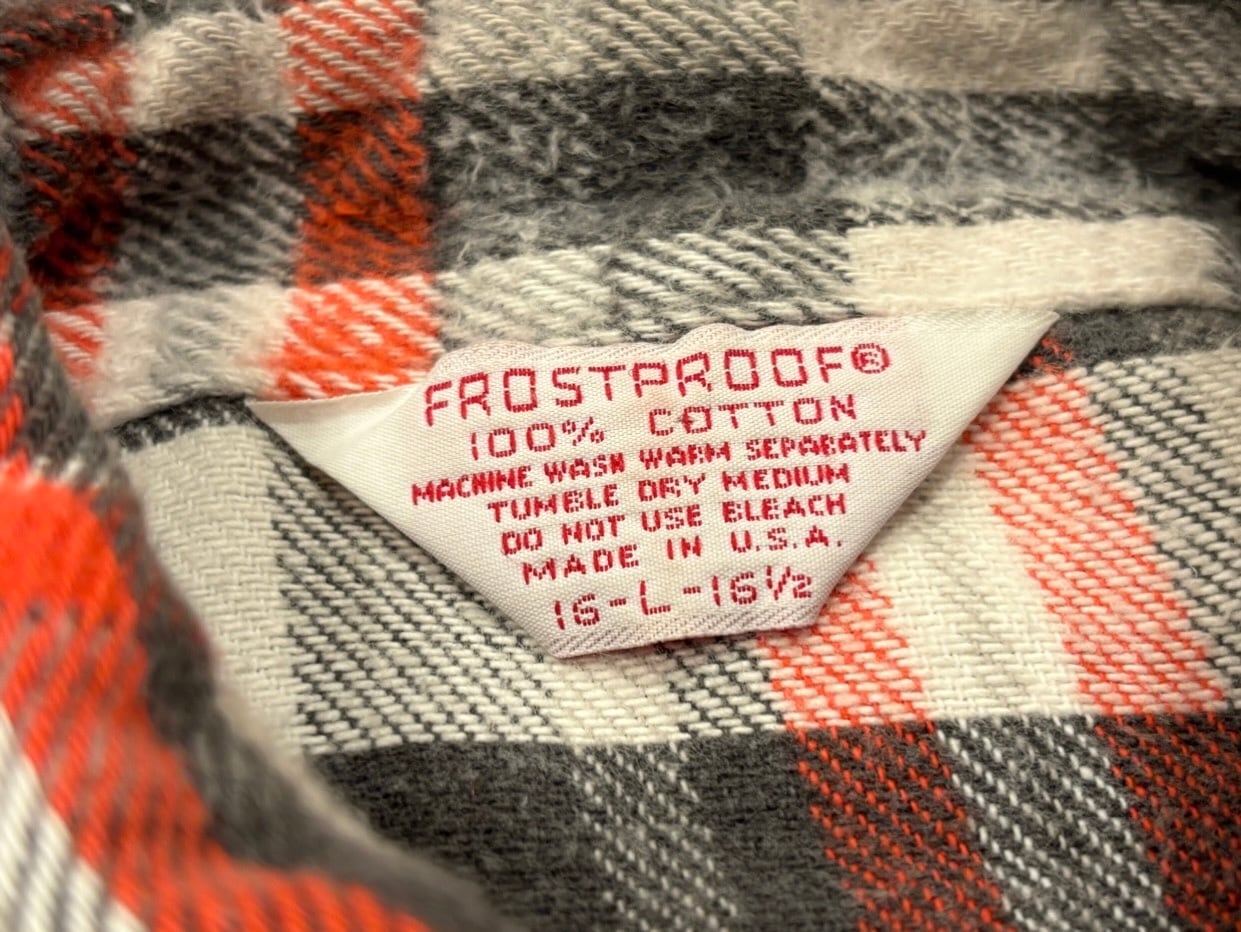 FROSTPROOF®
100% COTTON
MACHINE WASH WARM SEPARATELY
TUMBLE DRY MEDIUM
DO NOT USE BLEACH
MADE IN U.S.A.
16-L-16½